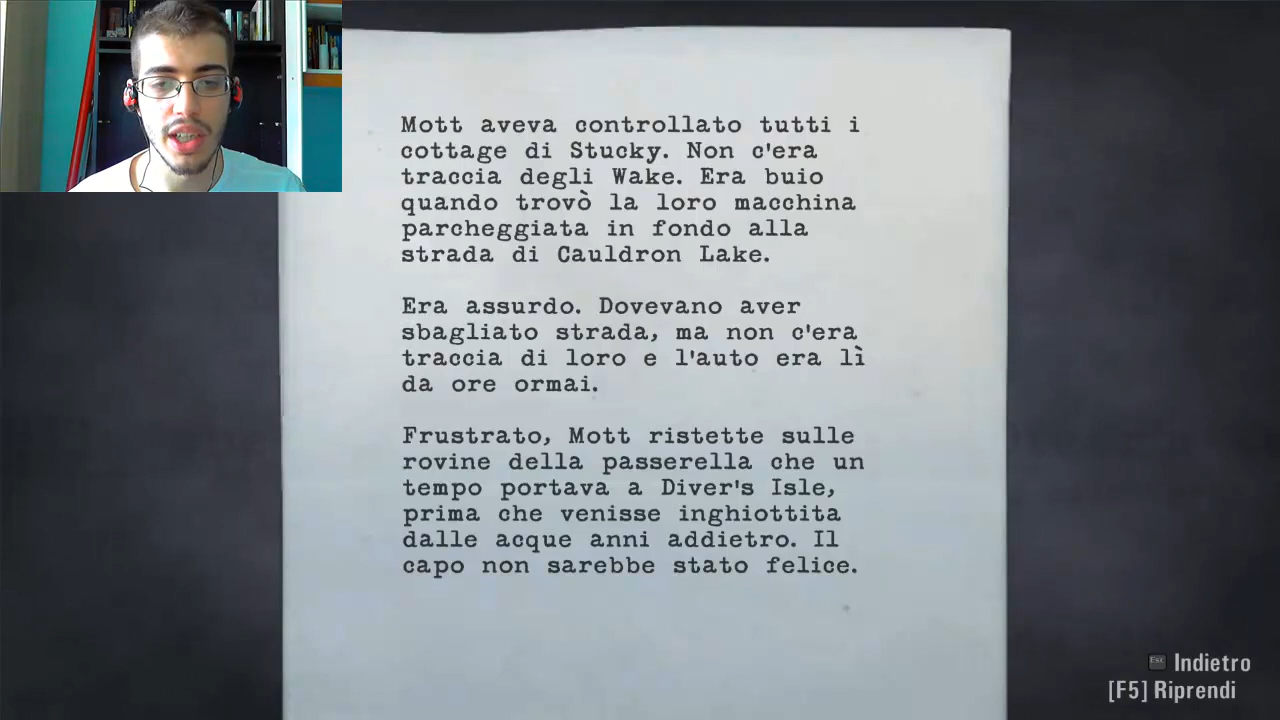 Mott aveva controllato tutti i
cottage di Stucky. Non c'era
traccia degli Wake. Era buio
quando trovò la loro macchina
parcheggiata in fondo alla
strada di Cauldron Lake.
Era assurdo. Dovevano aver
sbagliato strada, ma non c'era
traccia di loro e l'auto era lì
da ore ormai.
Frustrato, Mott ristette sulle
rovine della passerella che un
tempo portava a Diver's Isle,
prima che venisse inghiottita
dalle acque anni addietro. Il
capo non sarebbe stato felice.
Esc Indietro
[F5] Riprendi